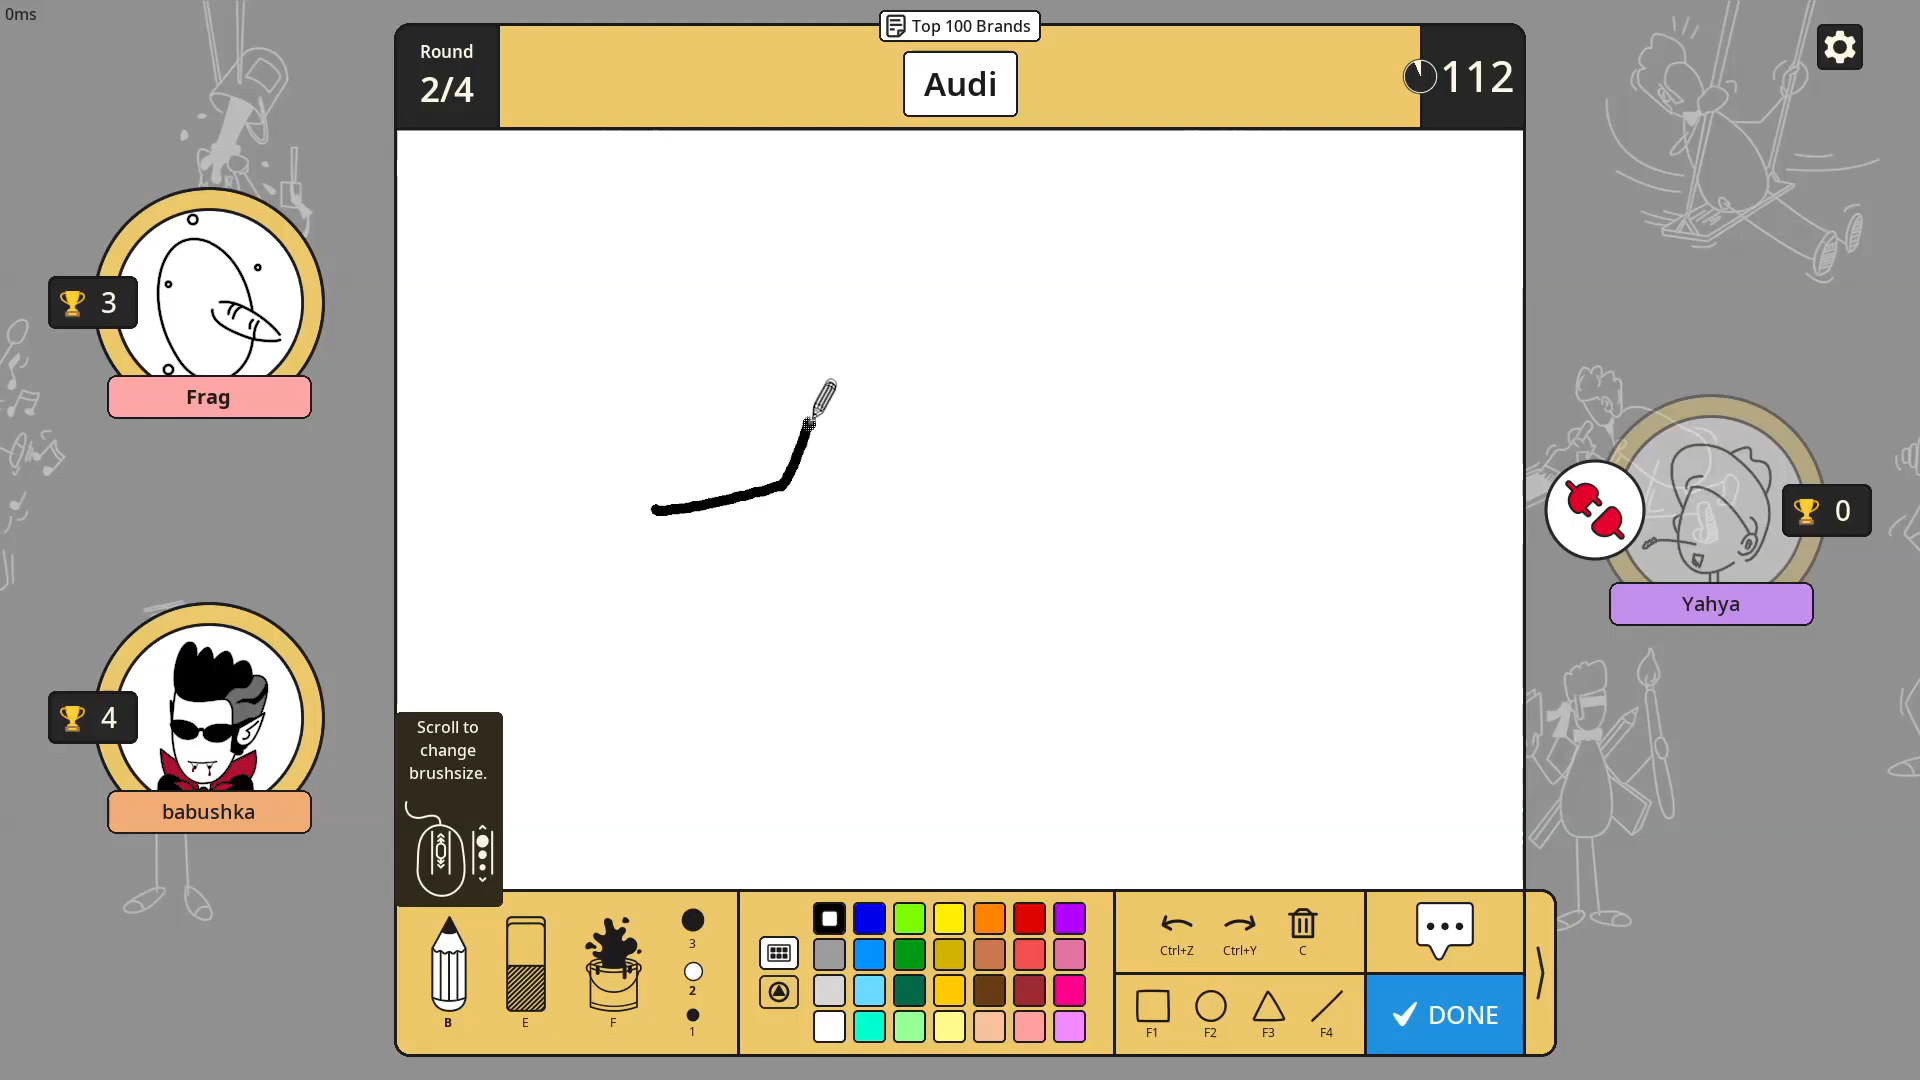 0ms
Top 100 Brands
Round
2/4
Audi
112
3
Frag
0
Yahya
4
babushka
Scroll to
change
brushsize.
B
E
F
3
2
1
Ctrl+Z
Ctrl+Y
C
F1
F2
F3
F4
DONE